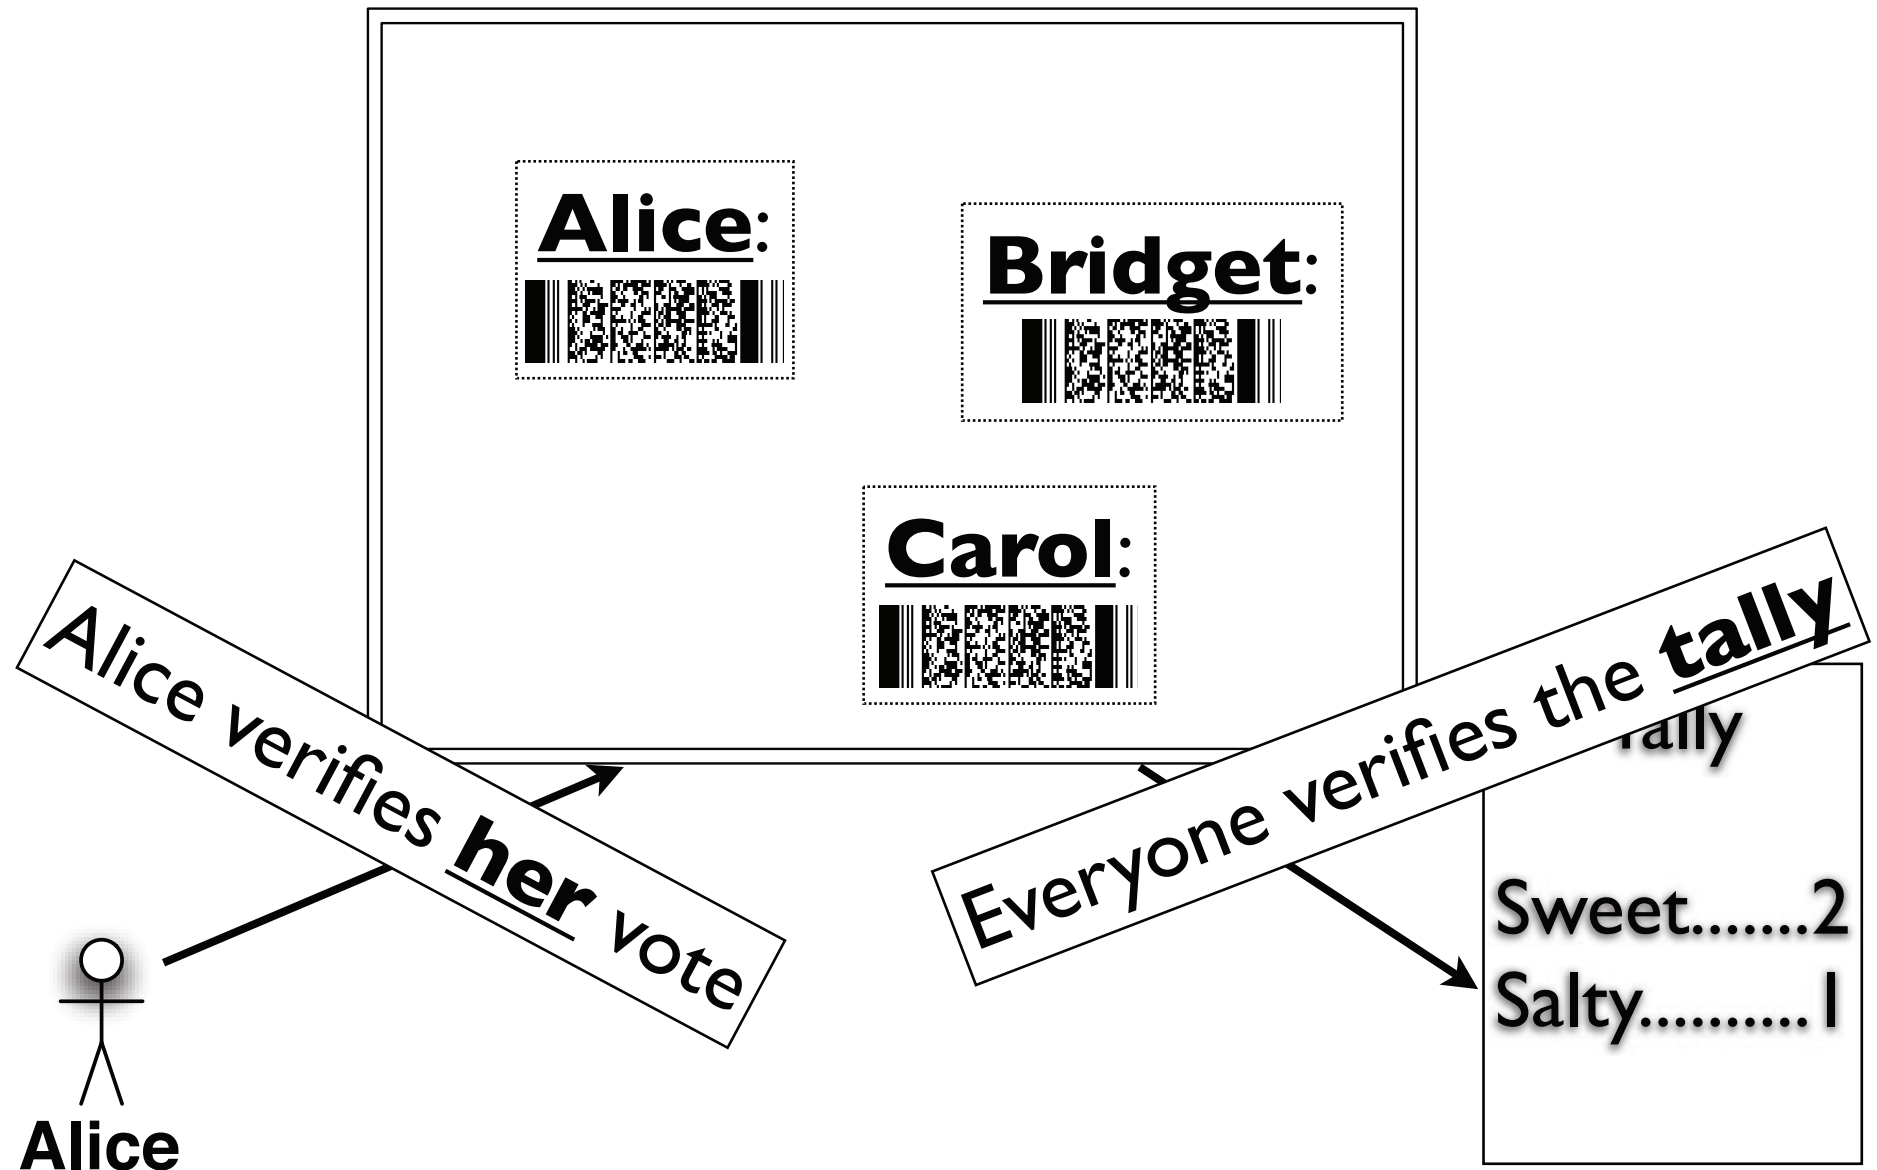 Alice:
Bridget:
Carol:
Alice verifies her vote
Everyone verifies the tally
Sweet.......2
Salty..........1
Alice